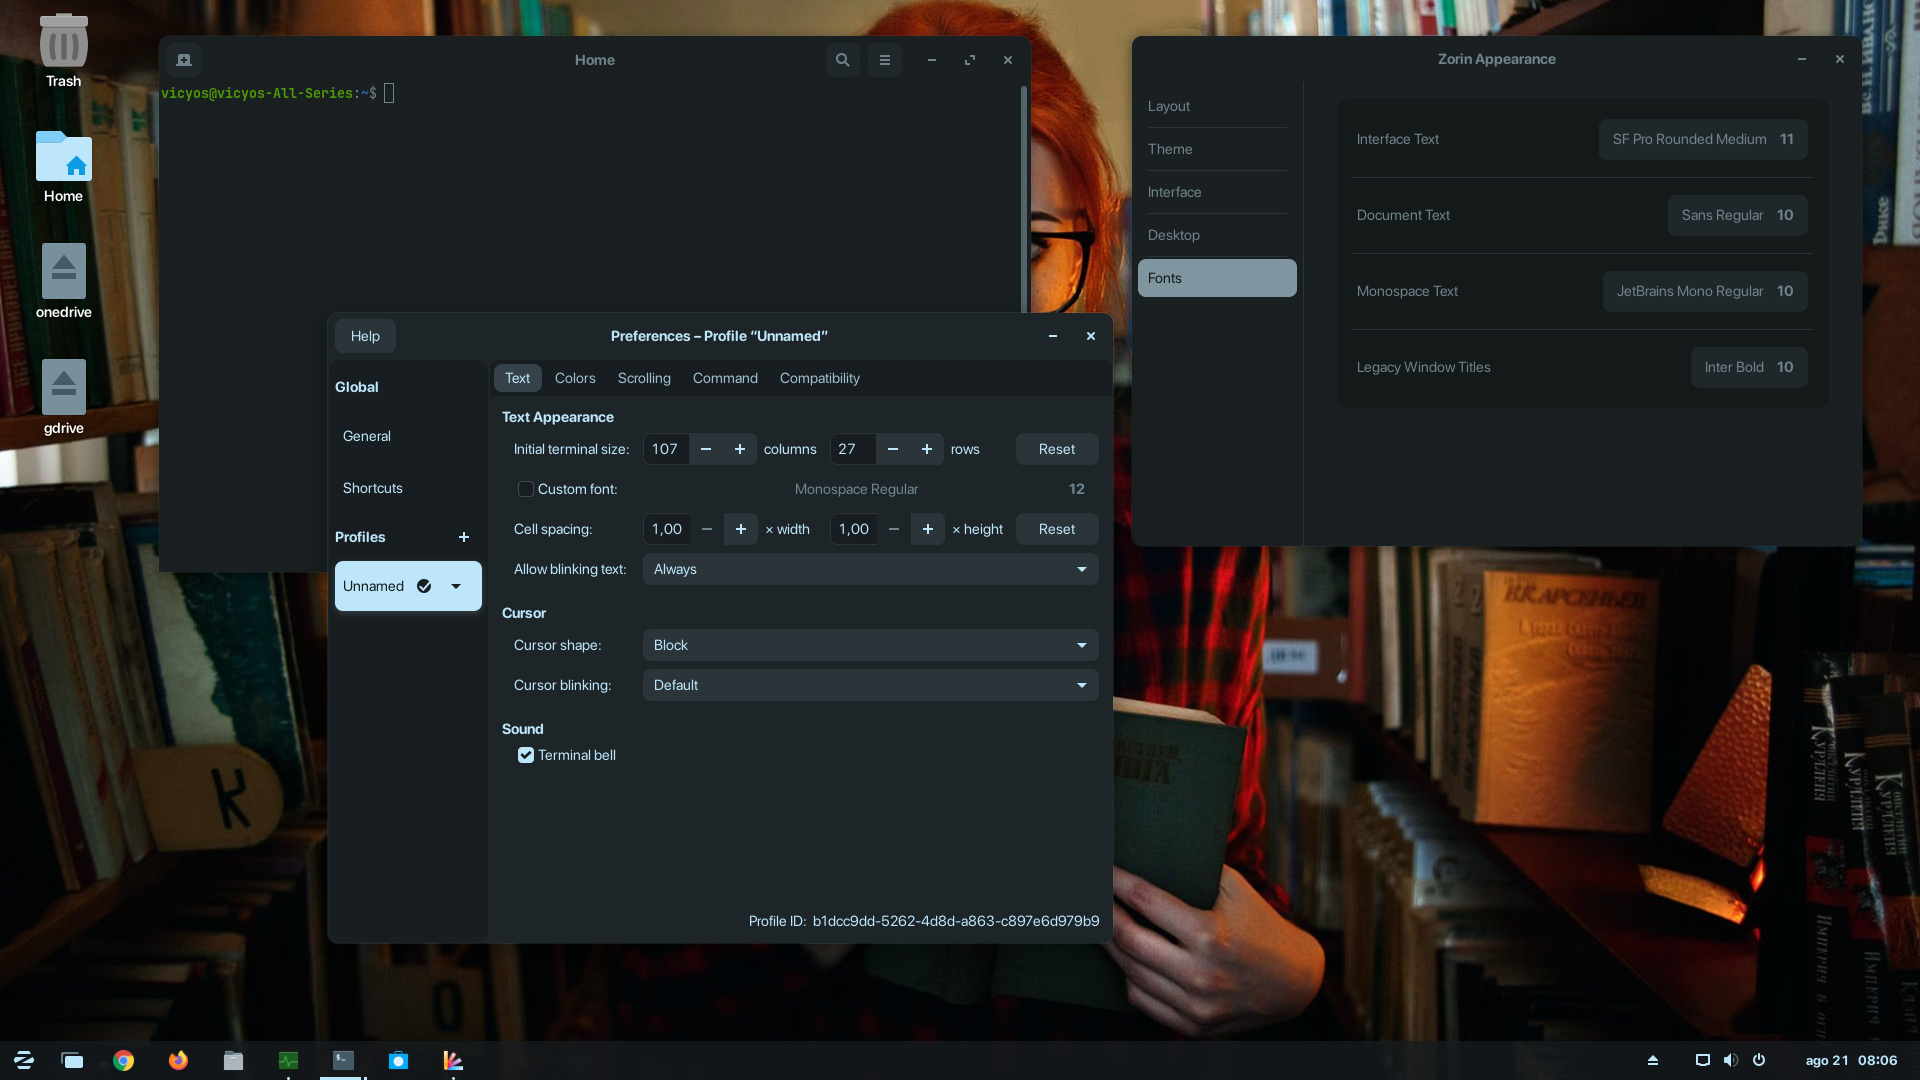 Trash
Home
onedrive
gdrive
Home
vicyos@vicyos-All-Series:~$
Zorin Appearance
Layout
Theme
Interface
Desktop
Fonts
Interface Text SF Pro Rounded Medium 11
Document Text Sans Regular 10
Monospace Text JetBrains Mono Regular 10
Legacy Window Titles Inter Bold 10
Help
Preferences – Profile “Unnamed”
Global
General
Shortcuts
Profiles +
Unnamed
Text Colors Scrolling Command Compatibility
Text Appearance
Initial terminal size: 107 − + columns 27 − + rows Reset
Custom font: Monospace Regular 12
Cell spacing: 1,00 − + × width 1,00 − + × height Reset
Allow blinking text: Always
Cursor
Cursor shape: Block
Cursor blinking: Default
Sound
Terminal bell
Profile ID: b1dcc9dd-5262-4d8d-a863-c897e6d979b9
В.К.АРСЕНЬЕВ
Курляндия
ago 21 08:06